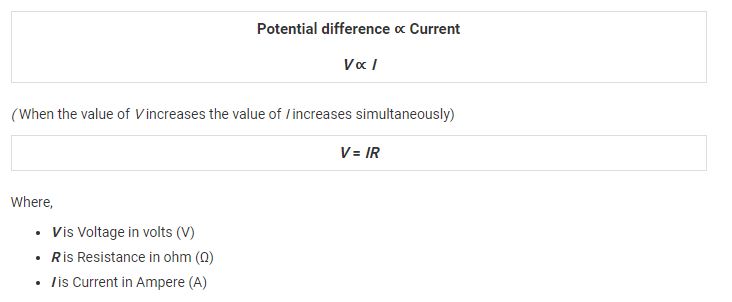 Potential difference ∝ Current
V ∝ I
(When the value of V increases the value of I increases simultaneously)
V = IR
Where,
• V is Voltage in volts (V)
• R is Resistance in ohm (Ω)
• I is Current in Ampere (A)